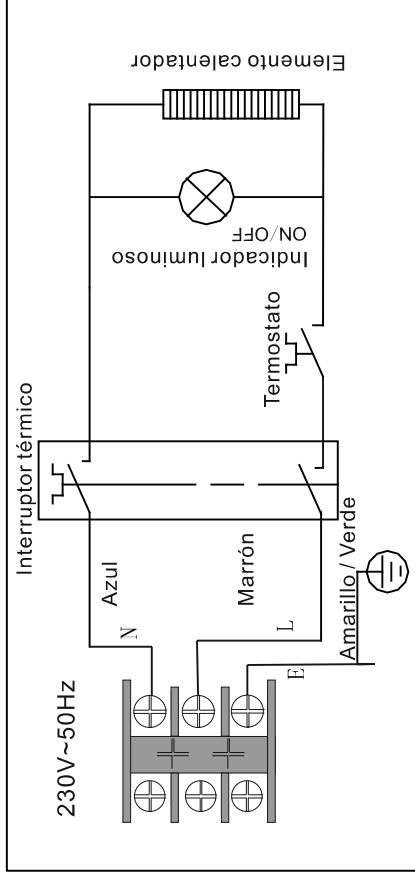 Elemento calentador
Indicador luminoso
ON/OFF
Termostato
Interruptor térmico
Azul
Marrón
N
L
E
Amarillo / Verde
230V~50Hz